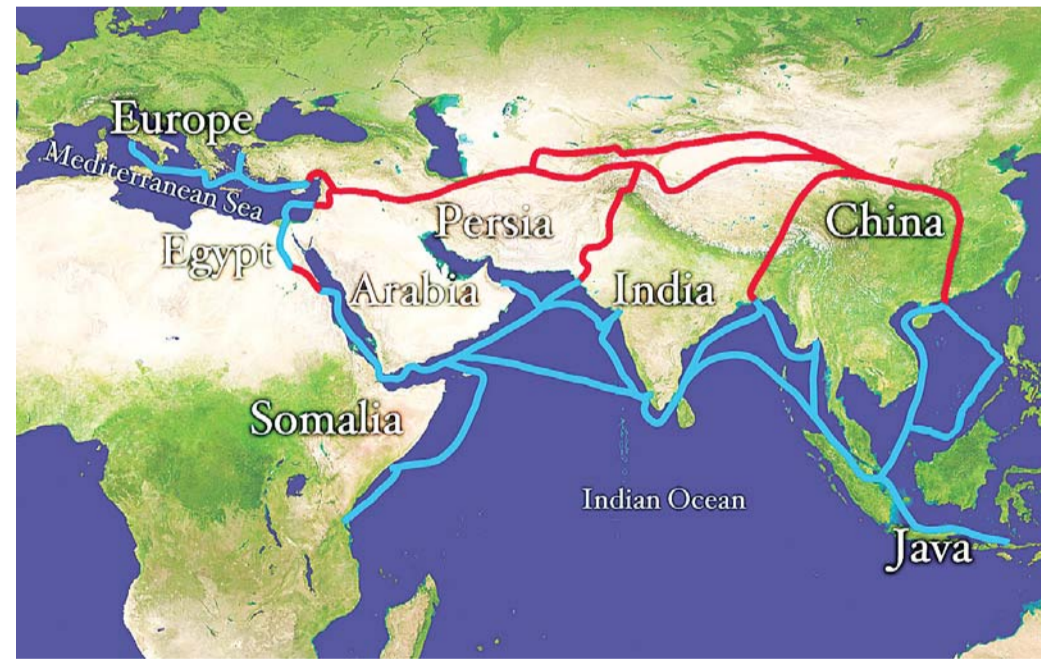 Europe
Mediterranean Sea
Egypt
Persia
China
Arabia
India
Somalia
Indian Ocean
Java